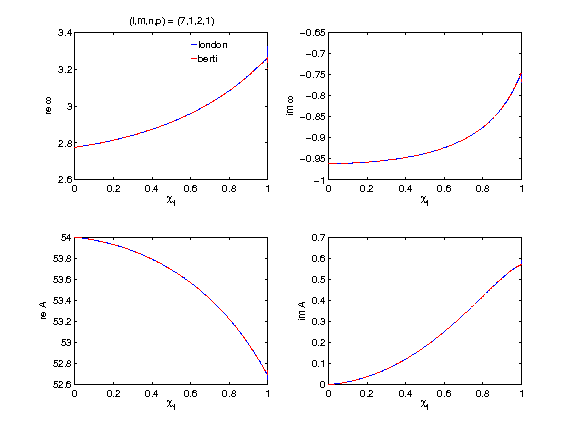 (l,m,n,p) = (7,1,2,1)
3.4
3.2
3
2.8
2.6
re ω
london
berti
0 0.2 0.4 0.6 0.8 1
χf
−0.65
−0.7
−0.75
−0.8
−0.85
−0.9
−0.95
−1
im ω
0 0.2 0.4 0.6 0.8 1
χf
54
53.8
53.6
53.4
53.2
53
52.8
52.6
re A
0 0.2 0.4 0.6 0.8 1
χf
0.7
0.6
0.5
0.4
0.3
0.2
0.1
0
im A
0 0.2 0.4 0.6 0.8 1
χf